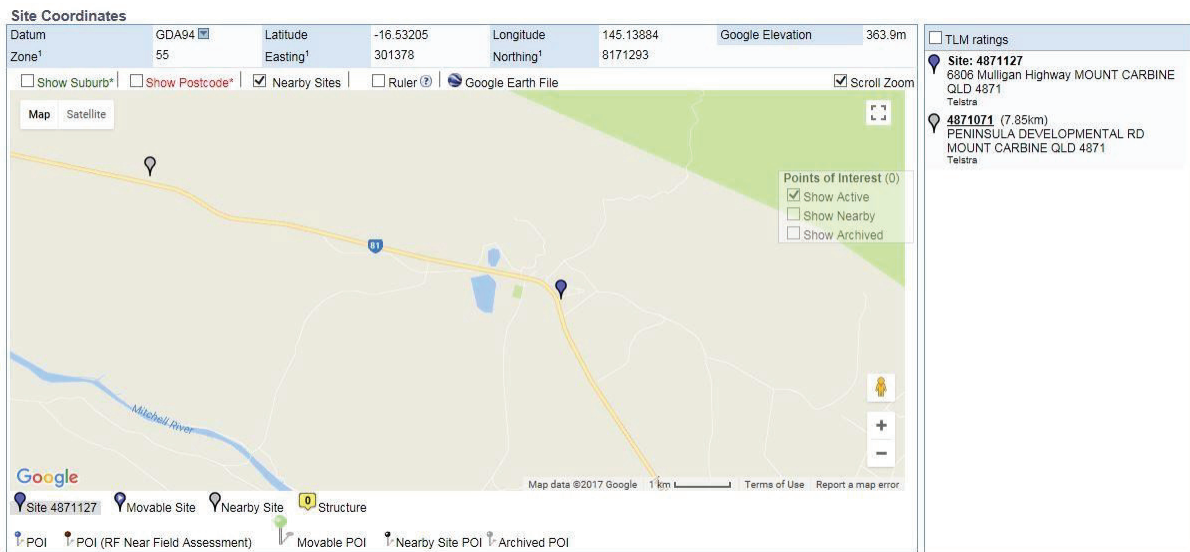 Site Coordinates
Datum GDA94 Latitude -16.53205 Longitude 145.13884 Google Elevation 363.9m
Zone1 55 Easting1 301378 Northing1 8171293
Show Suburb* Show Postcode* Nearby Sites Ruler ? Google Earth File Scroll Zoom
Map Satellite
Points of Interest (0)
Show Active
Show Nearby
Show Archived
81
Mitchell River
Google
Map data ©2017 Google 1 km Terms of Use Report a map error
Site 4871127 Movable Site Nearby Site 0 Structure
POI POI (RF Near Field Assessment) Movable POI Nearby Site POI Archived POI
TLM ratings
Site: 4871127
6806 Mulligan Highway MOUNT CARBINE
QLD 4871
Telstra
4871071 (7.85km)
PENINSULA DEVELOPMENTAL RD
MOUNT CARBINE QLD 4871
Telstra